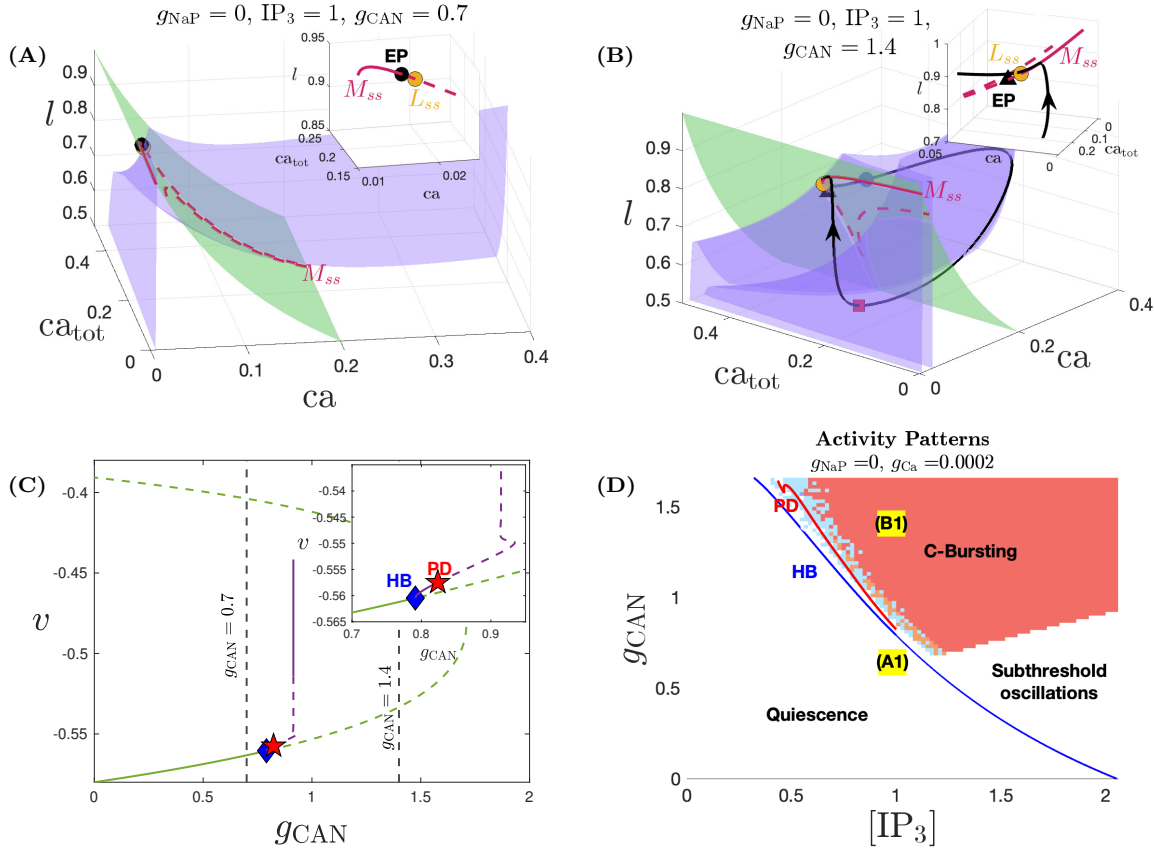 g_NaP = 0, IP_3 = 1, g_CAN = 0.7
(A)
0.9
0.8
0.7
0.6
0.5
l
0.4
0.2
0
ca_tot
0
0.1
0.2
0.3
0.4
ca
M_ss
0.95
0.9
0.85
l
0.25
0.2
0.15
ca_tot
0.01
0.02
ca
EP
M_ss
L_ss
g_NaP = 0, IP_3 = 1,
g_CAN = 1.4
(B)
0.9
0.8
0.7
0.6
0.5
l
0.4
0.2
0
ca_tot
0
0.2
0.4
ca
M_ss
1
0.9
0.8
0.7
l
0.05
0
ca
0
0.1
0.2
ca_tot
L_ss
M_ss
EP
(C)
-0.4
-0.45
-0.5
-0.55
v
0
0.5
1
1.5
2
g_CAN
g_CAN = 0.7
g_CAN = 1.4
-0.54
-0.545
-0.55
-0.555
-0.56
-0.565
v
0.7
0.8
0.9
g_CAN
HB
PD
Activity Patterns
g_NaP =0, g_Ca =0.0002
(D)
1.5
1
0.5
0
g_CAN
0
0.5
1
1.5
2
[IP_3]
PD
HB
(B1)
C-Bursting
(A1)
Subthreshold
oscillations
Quiescence